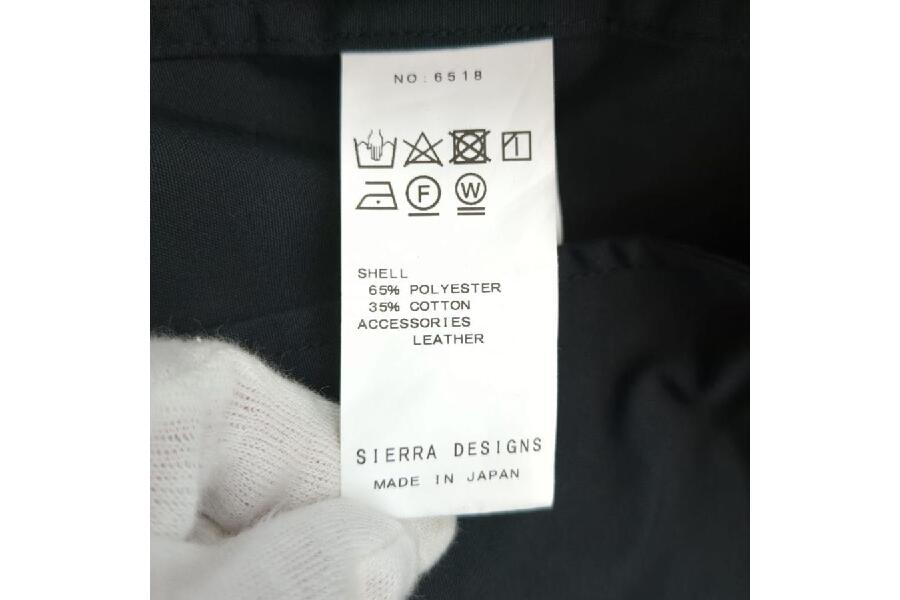 NO:6518
F W
SHELL
65% POLYESTER
35% COTTON
ACCESSORIES
LEATHER
SIERRA DESIGNS
MADE IN JAPAN